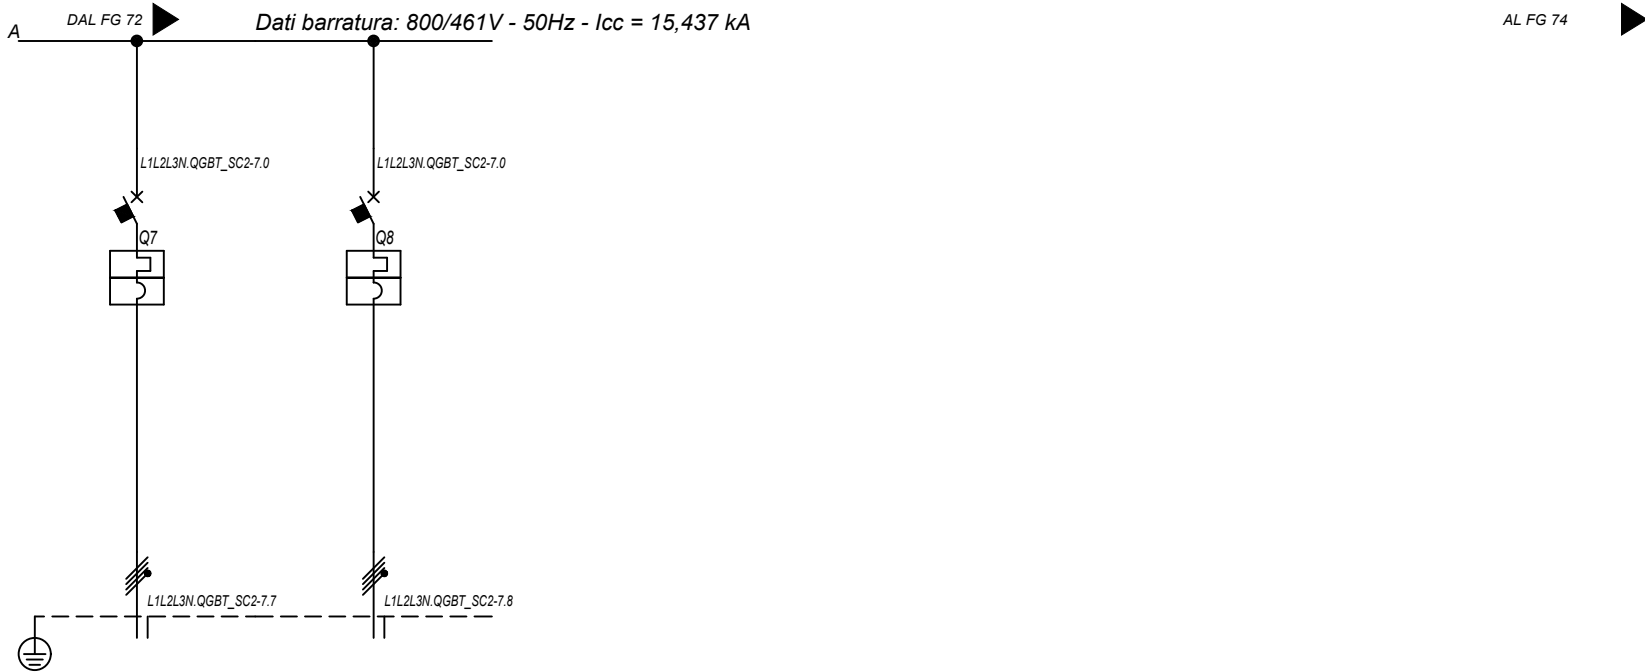 DAL FG 72
Dati barratura: 800/461V - 50Hz - Icc = 15,437 kA
AL FG 74
A
L1L2L3N.QGBT_SC2-7.0
L1L2L3N.QGBT_SC2-7.0
Q7
Q8
L1L2L3N.QGBT_SC2-7.7
L1L2L3N.QGBT_SC2-7.8